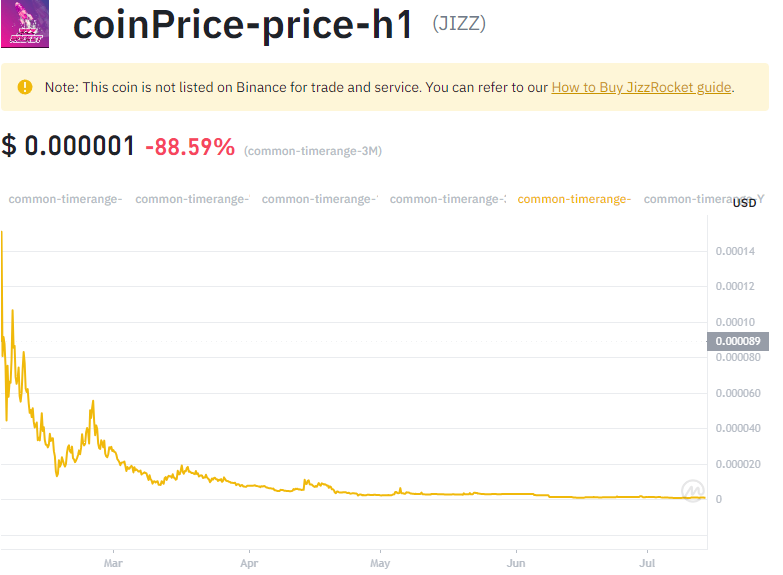 JIZZ
ROCKET
coinPrice-price-h1 (JIZZ)
Note: This coin is not listed on Binance for trade and service. You can refer to our How to Buy JizzRocket guide.
$ 0.000001 -88.59% (common-timerange-3M)
common-timerange- common-timerange- common-timerange- common-timerange- common-timerange- common-timerange-Y
USD
0.00014
0.00012
0.00010
0.000089
0.000080
0.000060
0.000040
0.000020
0
Mar Apr May Jun Jul